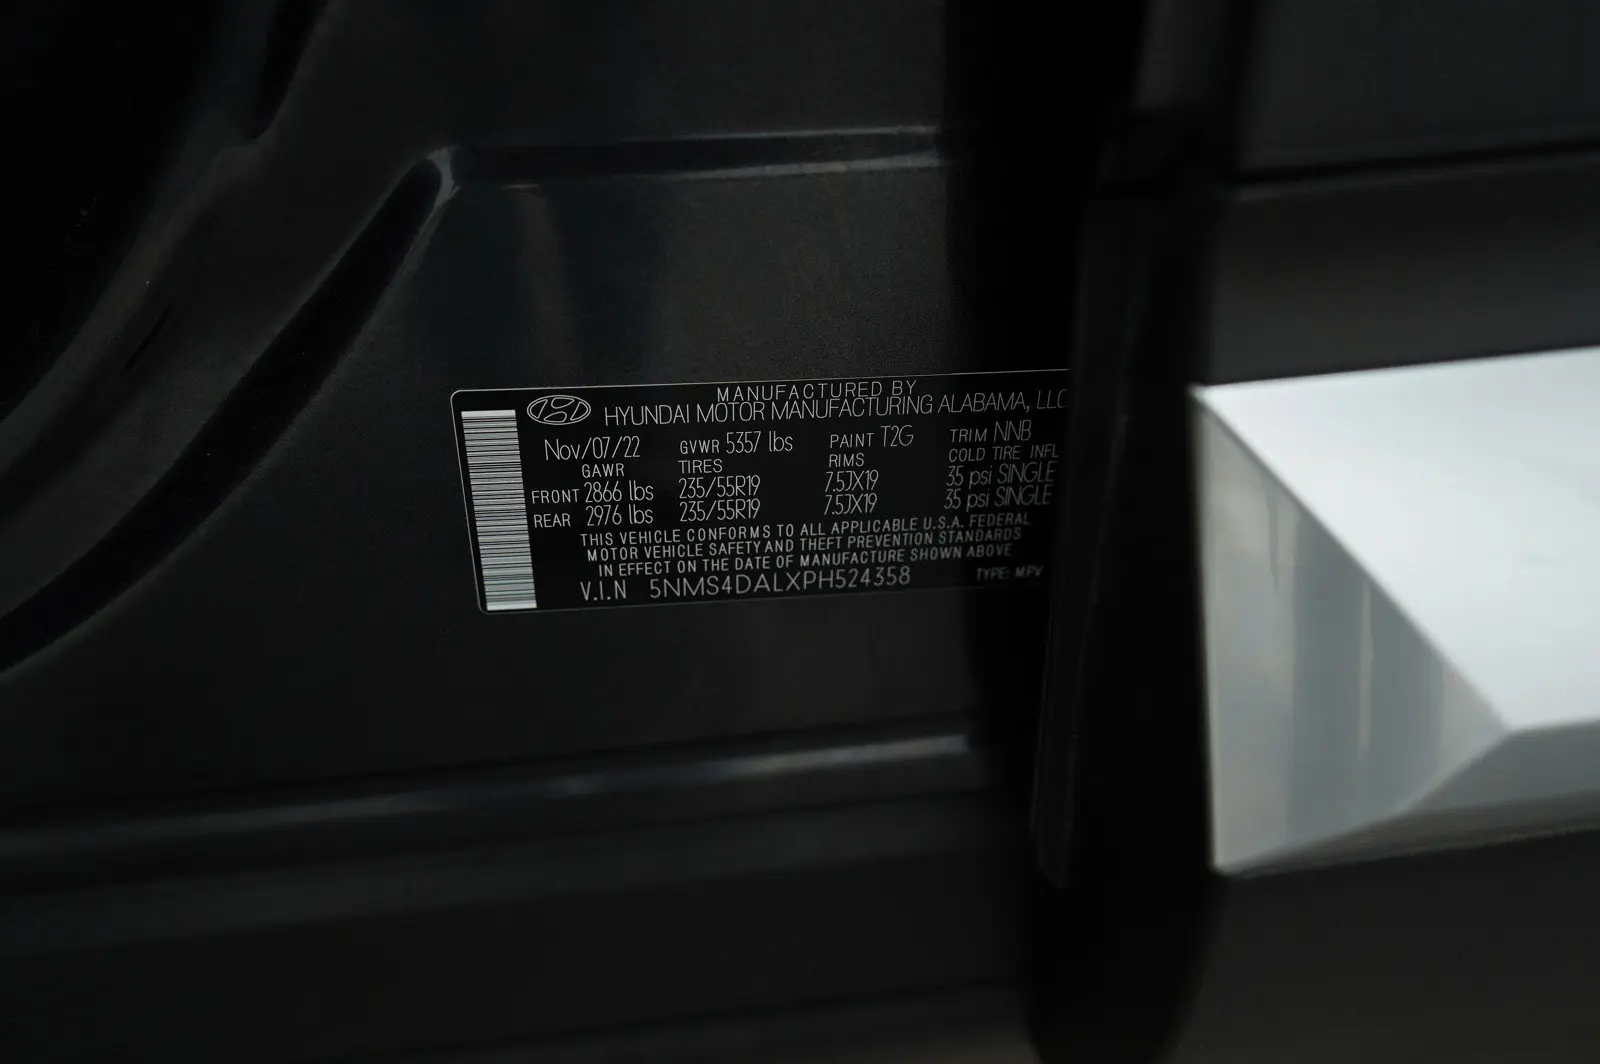 MANUFACTURED BY
HYUNDAI MOTOR MANUFACTURING ALABAMA, LLC
Nov/07/22 GVWR 5357 lbs PAINT T2G TRIM NNB
GAWR TIRES RIMS COLD TIRE INFL
FRONT 2866 lbs 235/55R19 7.5JX19 35 psi SINGLE
REAR 2976 lbs 235/55R19 7.5JX19 35 psi SINGLE
THIS VEHICLE CONFORMS TO ALL APPLICABLE U.S.A. FEDERAL
MOTOR VEHICLE SAFETY AND THEFT PREVENTION STANDARDS
IN EFFECT ON THE DATE OF MANUFACTURE SHOWN ABOVE
V.I.N 5NMS4DALXPH524358 TYPE: MPV